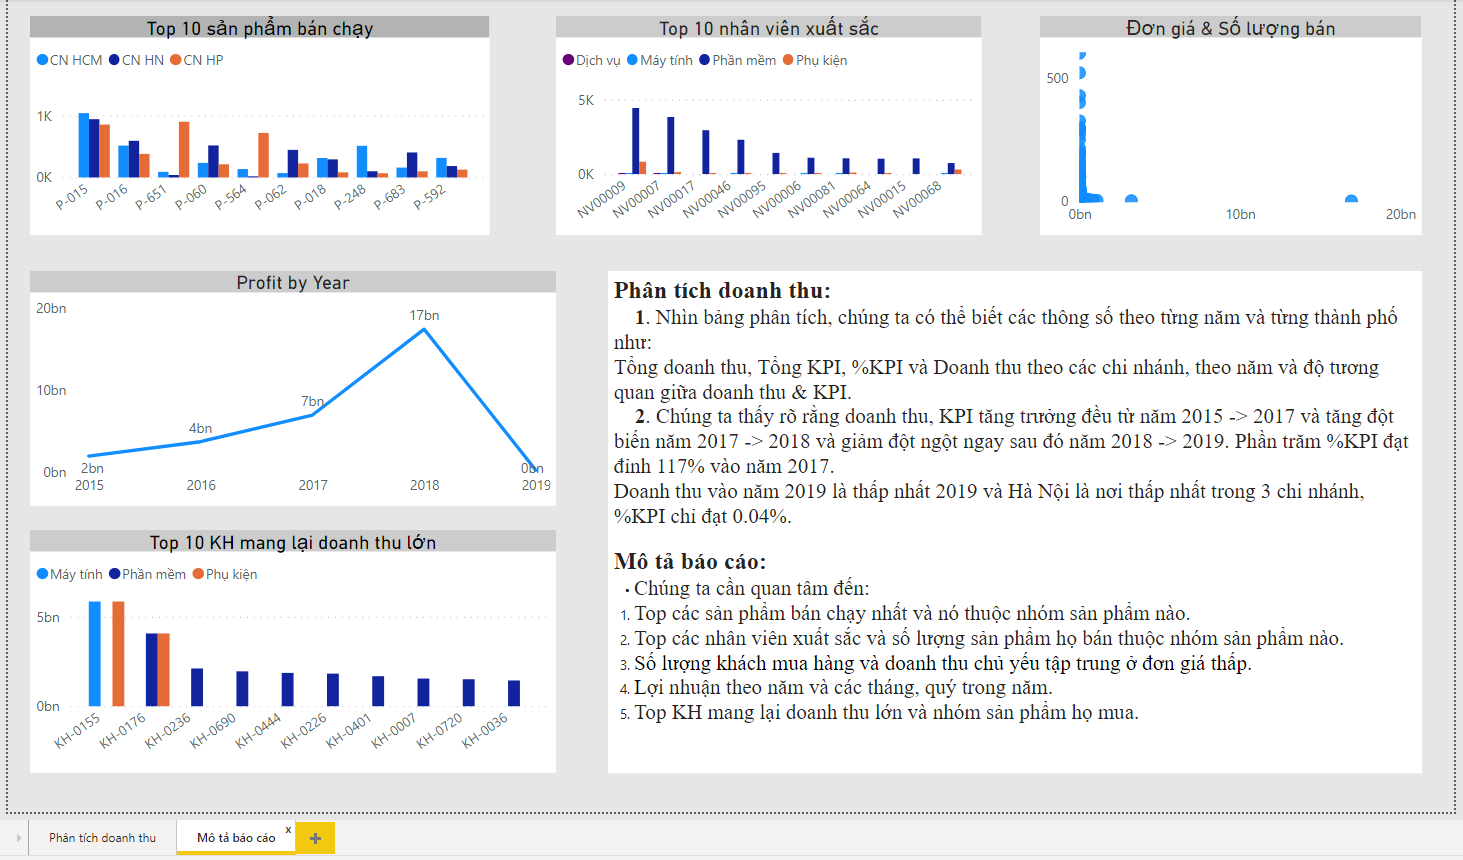 Top 10 sản phẩm bán chạy
CN HCM CN HN CN HP
1K
0K
P-015 P-016 P-651 P-060 P-564 P-062 P-018 P-248 P-683 P-592
Top 10 nhân viên xuất sắc
Dịch vụ Máy tính Phần mềm Phụ kiện
5K
0K
NV00009 NV00007 NV00017 NV00046 NV00095 NV00006 NV00081 NV00064 NV00015 NV00068
Đơn giá & Số lượng bán
500
0
0bn 10bn 20bn
Profit by Year
20bn
10bn
0bn
2bn 4bn 7bn 17bn 0bn
2015 2016 2017 2018 2019
Top 10 KH mang lại doanh thu lớn
Máy tính Phần mềm Phụ kiện
5bn
0bn
KH-0155 KH-0176 KH-0236 KH-0690 KH-0444 KH-0226 KH-0401 KH-0007 KH-0720 KH-0036
Phân tích doanh thu:
1. Nhìn bảng phân tích, chúng ta có thể biết các thông số theo từng năm và từng thành phố
như:
Tổng doanh thu, Tổng KPI, %KPI và Doanh thu theo các chi nhánh, theo năm và độ tương
quan giữa doanh thu & KPI.
2. Chúng ta thấy rõ rằng doanh thu, KPI tăng trưởng đều từ năm 2015 -> 2017 và tăng đột
biến năm 2017 -> 2018 và giảm đột ngột ngay sau đó năm 2018 -> 2019. Phần trăm %KPI đạt
đỉnh 117% vào năm 2017.
Doanh thu vào năm 2019 là thấp nhất 2019 và Hà Nội là nơi thấp nhất trong 3 chi nhánh,
%KPI chỉ đạt 0.04%.
Mô tả báo cáo:
• Chúng ta cần quan tâm đến:
1. Top các sản phẩm bán chạy nhất và nó thuộc nhóm sản phẩm nào.
2. Top các nhân viên xuất sắc và số lượng sản phẩm họ bán thuộc nhóm sản phẩm nào.
3. Số lượng khách mua hàng và doanh thu chủ yếu tập trung ở đơn giá thấp.
4. Lợi nhuận theo năm và các tháng, quý trong năm.
5. Top KH mang lại doanh thu lớn và nhóm sản phẩm họ mua.
Phân tích doanh thu Mô tả báo cáo x +